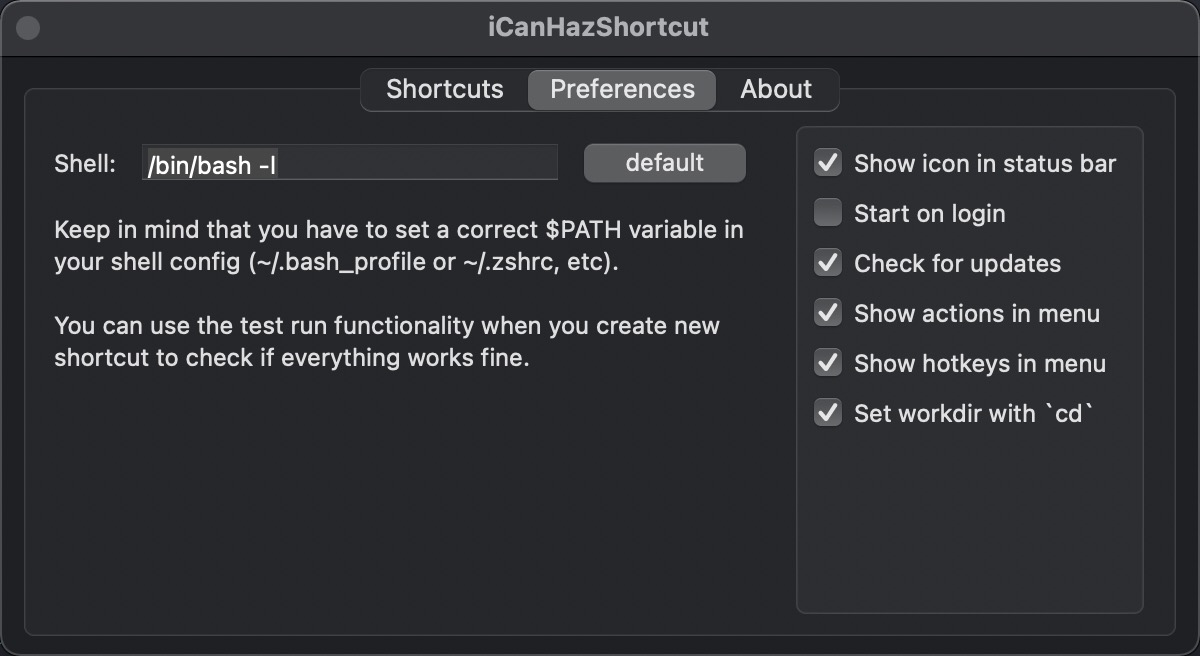 iCanHazShortcut
Shortcuts
Preferences
About
Shell:
/bin/bash -l
default
Keep in mind that you have to set a correct $PATH variable in
your shell config (~/.bash_profile or ~/.zshrc, etc).
You can use the test run functionality when you create new
shortcut to check if everything works fine.
Show icon in status bar
Start on login
Check for updates
Show actions in menu
Show hotkeys in menu
Set workdir with `cd`